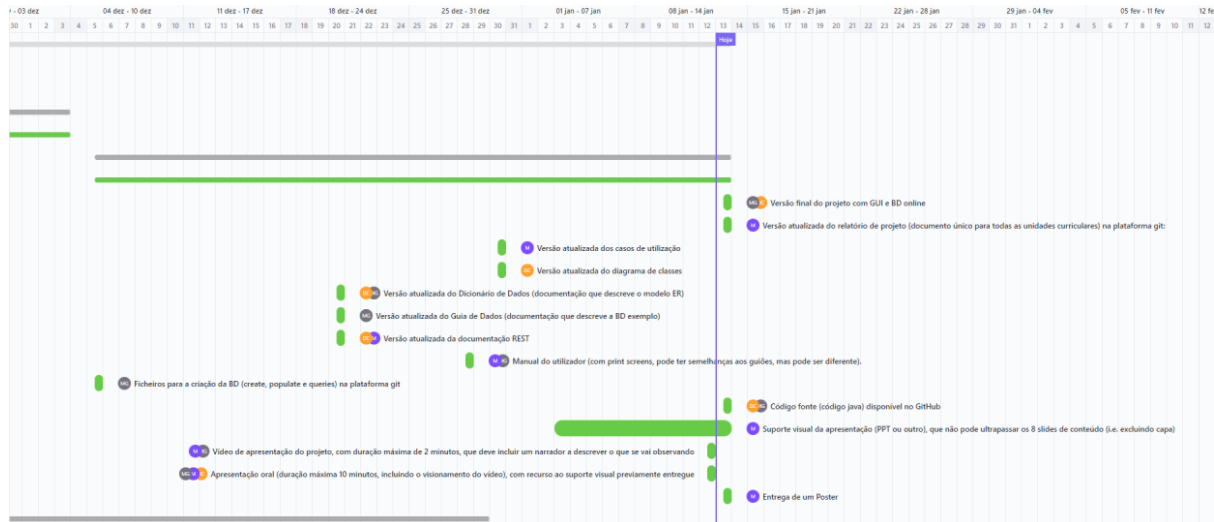 - 03 dez 04 dez - 10 dez 11 dez - 17 dez 18 dez - 24 dez 25 dez - 31 dez 01 jan - 07 jan 08 jan - 14 jan 15 jan - 21 jan 22 jan - 28 jan 29 jan - 04 fev 05 fev - 11 fev 12 fe
30 1 2 3 4 5 6 7 8 9 10 11 12 13 14 15 16 17 18 19 20 21 22 23 24 25 26 27 28 29 30 31 1 2 3 4 5 6 7 8 9 10 11 12 13 14 15 16 17 18 19 20 21 22 23 24 25 26 27 28 29 30 31 1 2 3 4 5 6 7 8 9 10 11 12
Hoje
MG Versão final do projeto com GUI e BD online
M Versão atualizada do relatório de projeto (documento único para todas as unidades curriculares) na plataforma git:
M Versão atualizada dos casos de utilização
DC Versão atualizada do diagrama de classes
DC Versão atualizada do Dicionário de Dados (documentação que descreve o modelo ER)
MG Versão atualizada do Guia de Dados (documentação que descreve a BD exemplo)
DC M Versão atualizada da documentação REST
M Manual do utilizador (com print screens, pode ter semelhanças aos guiões, mas pode ser diferente).
MG Ficheiros para a criação da BD (create, populate e queries) na plataforma git
DC Código fonte (código java) disponível no GitHub
M Suporte visual da apresentação (PPT ou outro), que não pode ultrapassar os 8 slides de conteúdo (i.e. excluindo capa)
M Vídeo de apresentação do projeto, com duração máxima de 2 minutos, que deve incluir um narrador a descrever o que se vai observando
MG Apresentação oral (duração máxima 10 minutos, incluindo o visionamento do vídeo), com recurso ao suporte visual previamente entregue
M Entrega de um Poster